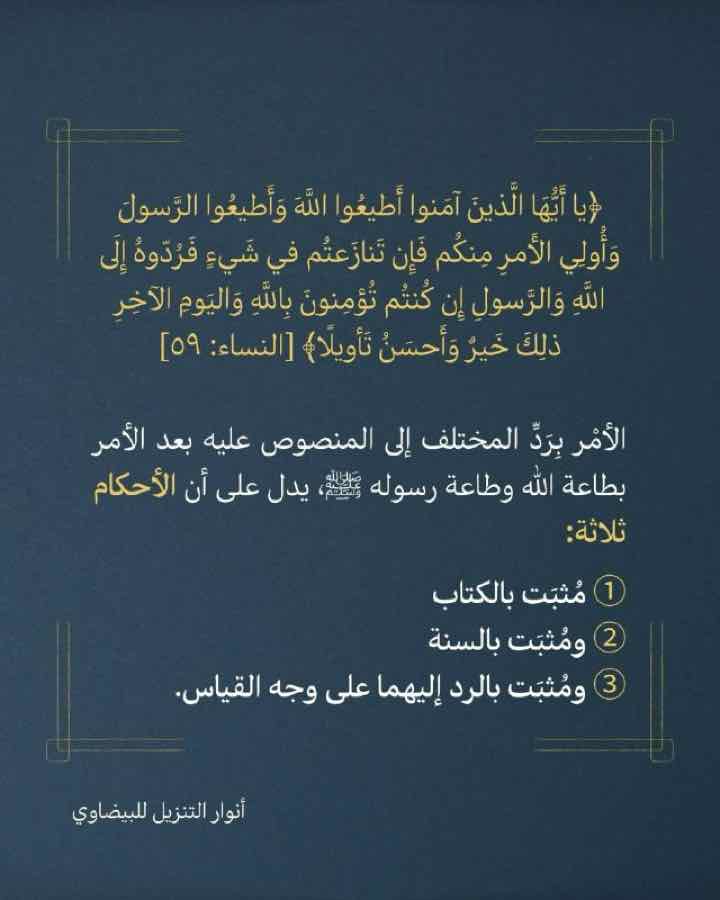 ﴿يا أَيُّهَا الَّذينَ آمَنوا أَطيعُوا اللَّهَ وَأَطيعُوا الرَّسولَ
وَأُولِي الأَمرِ مِنكُم فَإِن تَنازَعتُم في شَيءٍ فَرُدّوهُ إِلَى
اللَّهِ وَالرَّسولِ إِن كُنتُم تُؤمِنونَ بِاللَّهِ وَاليَومِ الآخِرِ
ذلِكَ خَيرٌ وَأَحسَنُ تَأويلًا﴾ [النساء: ٥٩]
الأمْر بِرَدِّ المختلف إلى المنصوص عليه بعد الأمر
بطاعة الله وطاعة رسوله ﷺ، يدل على أن الأحكام
ثلاثة:
① مُثبَت بالكتاب
② ومُثبَت بالسنة
③ ومُثبَت بالرد إليهما على وجه القياس.
أنوار التنزيل للبيضاوي